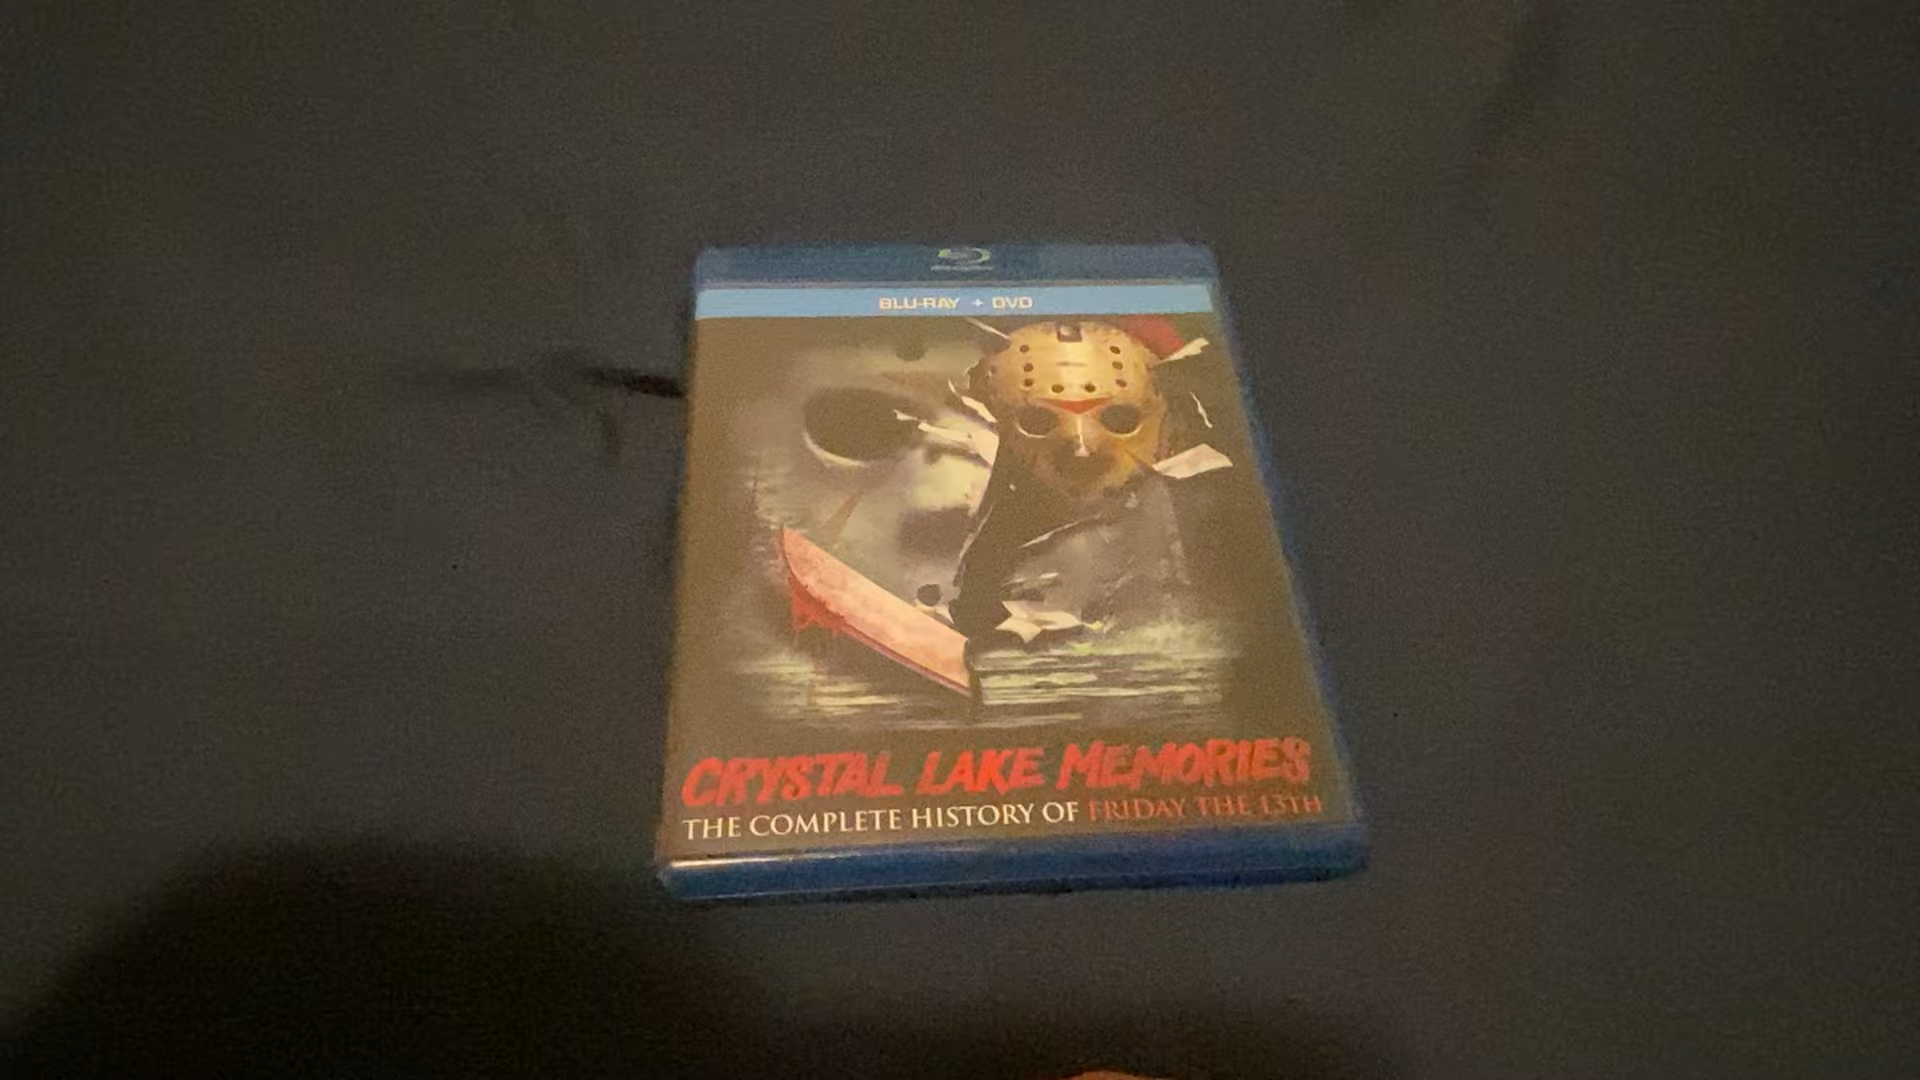 BLU-RAY + DVD
CRYSTAL LAKE MEMORIES
THE COMPLETE HISTORY OF FRIDAY THE 13TH